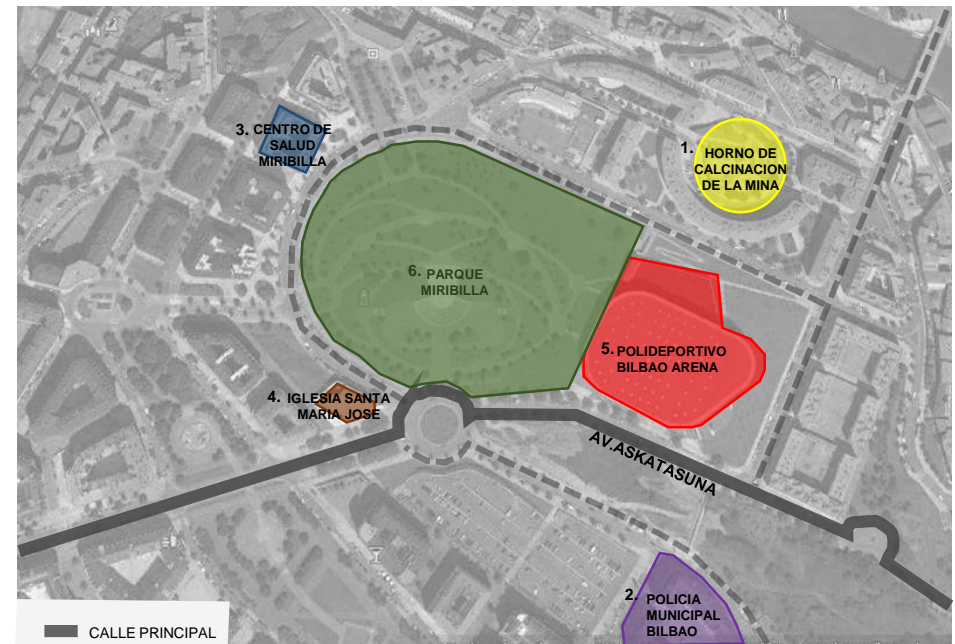 3. CENTRO DE
SALUD
MIRIBILLA
1. HORNO DE
CALCINACION
DE LA MINA
6. PARQUE
MIRIBILLA
5. POLIDEPORTIVO
BILBAO ARENA
4. IGLESIA SANTA
MARIA JOSE
AV.ASKATASUNA
2. POLICIA
MUNICIPAL
BILBAO
CALLE PRINCIPAL